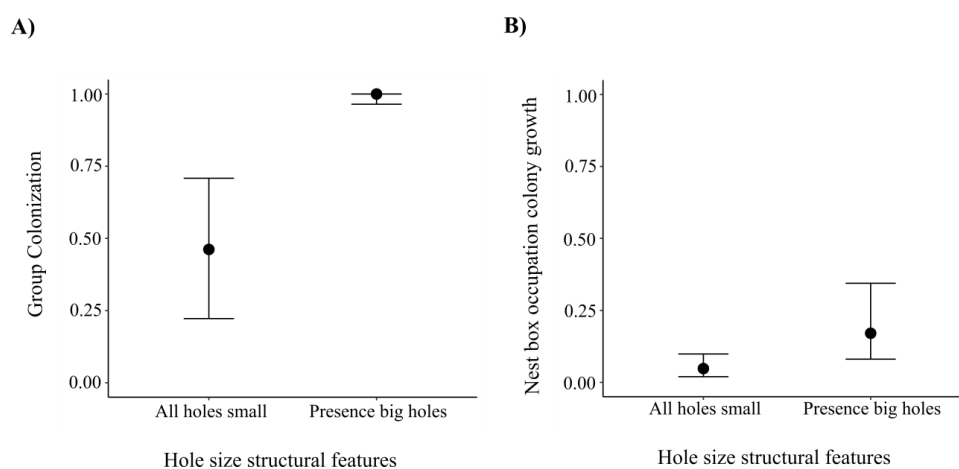 A)
Group Colonization
1.00
0.75
0.50
0.25
0.00
All holes small
Presence big holes
Hole size structural features
B)
Nest box occupation colony growth
1.00
0.75
0.50
0.25
0.00
All holes small
Presence big holes
Hole size structural features